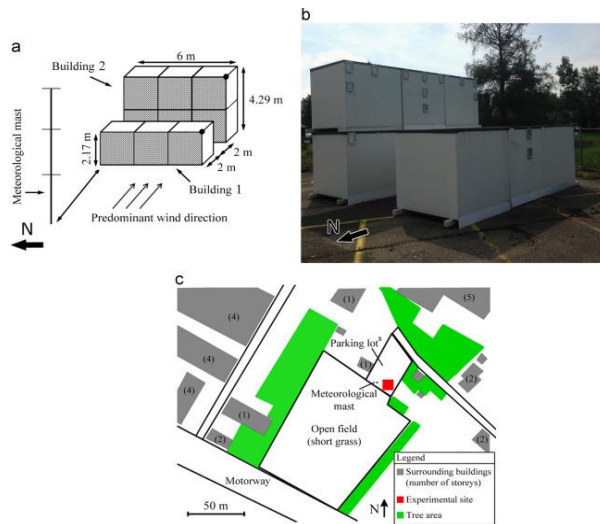 a
6 m
Building 2
4.29 m
2.17 m
2 m
2 m
Meteorological mast
Building 1
Predominant wind direction
N
b
N
c
(4)
(1)
(5)
(4)
Parking lot
(1)
(2)
(4)
Meteorological
mast
(1)
Open field
(short grass)
(2)
(2)
Motorway
50 m
N
Legend
Surrounding buildings
(number of storeys)
Experimental site
Tree area